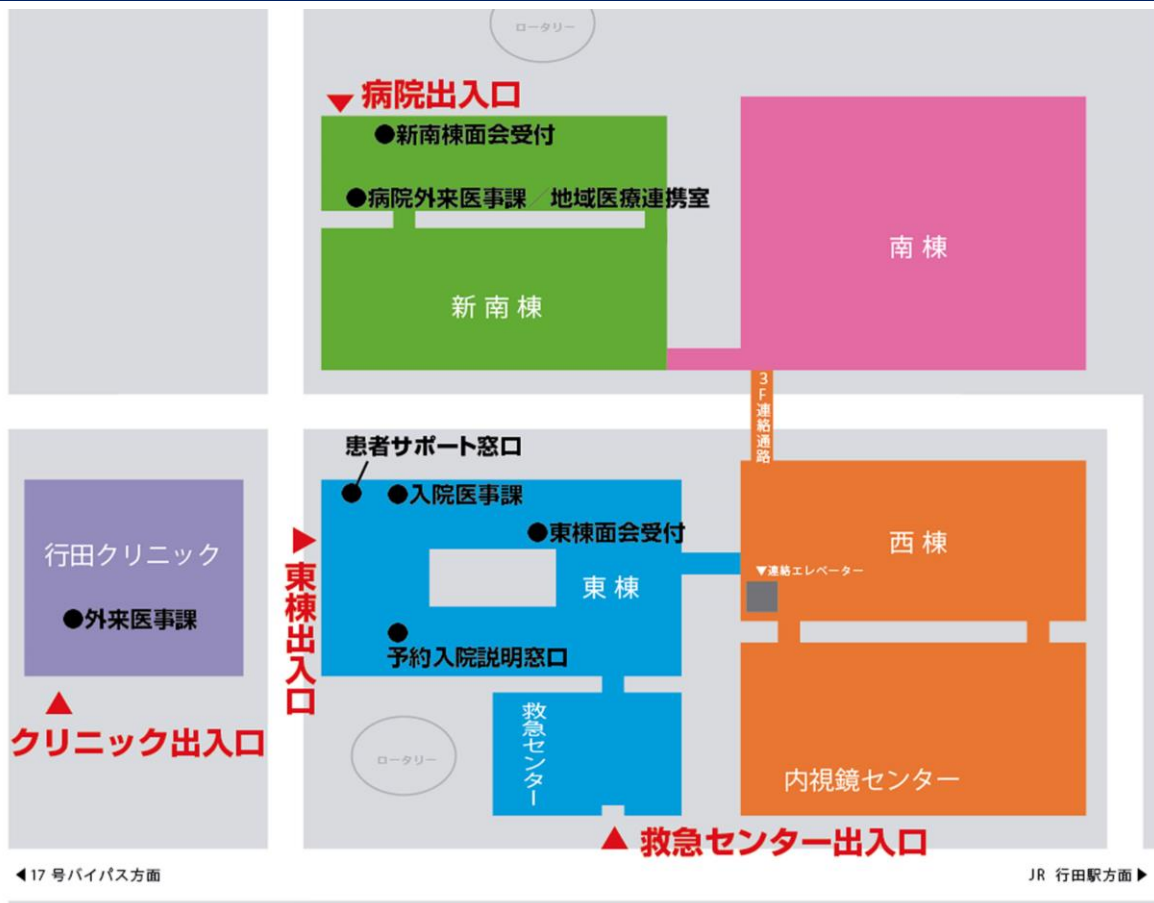 ロータリー
▼病院出入口
●新南棟面会受付
●病院外来医事課／地域医療連携室
新南棟
南棟
3F連絡通路
患者サポート窓口
●入院医事課
●東棟面会受付
東棟
予約入院説明窓口
▶東棟出入口
行田クリニック
●外来医事課
▲クリニック出入口
西棟
▼連絡エレベーター
救急センター
ロータリー
内視鏡センター
▲救急センター出入口
◀17号バイパス方面
JR 行田駅方面▶